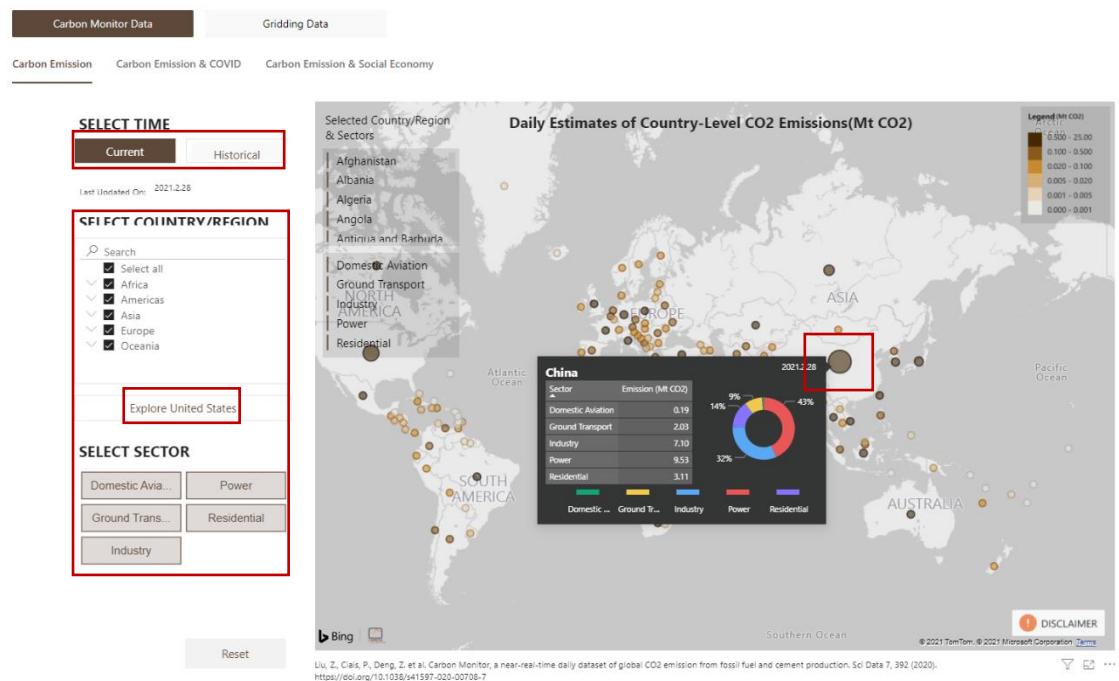 Carbon Monitor Data
Gridding Data
Carbon Emission
Carbon Emission & COVID
Carbon Emission & Social Economy
SELECT TIME
Current
Historical
Last Updated On: 2021.2.28
SELECT COUNTRY/REGION
Search
Select all
Africa
Americas
Asia
Europe
Oceania
Explore United States
SELECT SECTOR
Domestic Avia...
Power
Ground Trans...
Residential
Industry
Reset
Selected Country/Region
& Sectors
Afghanistan
Albania
Algeria
Angola
Antigua and Barbuda
Domestic Aviation
Ground Transport
Industry
Power
Residential
Daily Estimates of Country-Level CO2 Emissions(Mt CO2)
Legend (Mt CO2)
0.500 - 25.00
0.100 - 0.500
0.020 - 0.100
0.005 - 0.020
0.001 - 0.005
0.000 - 0.001
Arctic
Ocean
NORTH
AMERICA
EUROPE
ASIA
Atlantic
Ocean
Pacific
Ocean
SOUTH
AMERICA
AUSTRALIA
Southern Ocean
China
2021.2.28
Sector Emission (Mt CO2)
Domestic Aviation 0.19
Ground Transport 2.03
Industry 7.10
Power 9.53
Residential 3.11
9%
14%
43%
32%
Domestic ... Ground Tr... Industry Power Residential
Bing
DISCLAIMER
© 2021 TomTom, © 2021 Microsoft Corporation Terms
Liu, Z., Ciais, P., Deng, Z. et al. Carbon Monitor, a near-real-time daily dataset of global CO2 emission from fossil fuel and cement production. Sci Data 7, 392 (2020).
https://doi.org/10.1038/s41597-020-00708-7